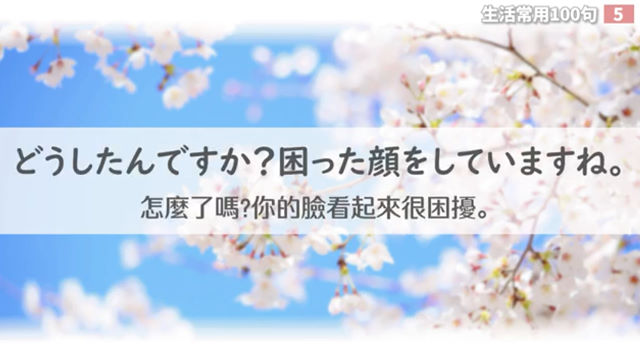 生活常用100句 5
どうしたんですか?困った顔をしていますね。
怎麼了嗎?你的臉看起來很困擾。